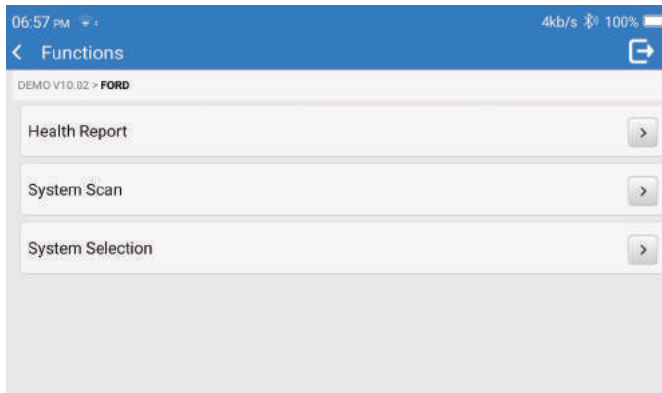 06:57 PM 4kb/s 100%
Functions
DEMO V10.02 > FORD
Health Report
System Scan
System Selection